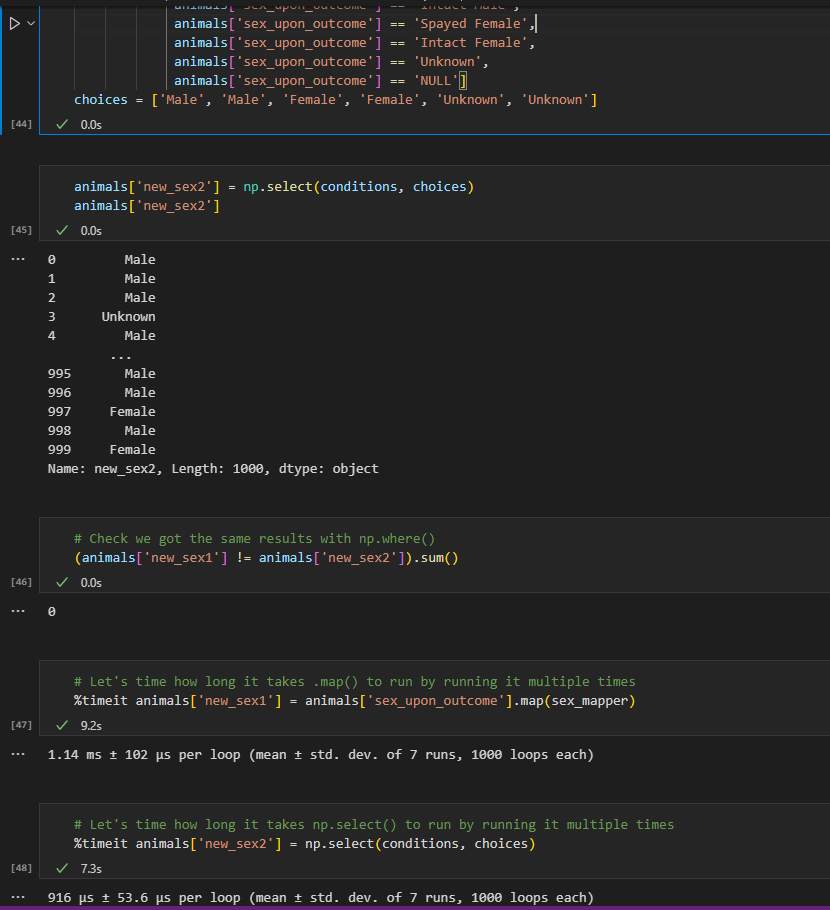 animals['sex_upon_outcome'] == 'Intact Male',
animals['sex_upon_outcome'] == 'Spayed Female',
animals['sex_upon_outcome'] == 'Intact Female',
animals['sex_upon_outcome'] == 'Unknown',
animals['sex_upon_outcome'] == 'NULL']
choices = ['Male', 'Male', 'Female', 'Female', 'Unknown', 'Unknown']
[44] ✓ 0.0s
animals['new_sex2'] = np.select(conditions, choices)
animals['new_sex2']
[45] ✓ 0.0s
... 0 Male
1 Male
2 Male
3 Unknown
4 Male
...
995 Male
996 Male
997 Female
998 Male
999 Female
Name: new_sex2, Length: 1000, dtype: object
# Check we got the same results with np.where()
(animals['new_sex1'] != animals['new_sex2']).sum()
[46] ✓ 0.0s
... 0
# Let's time how long it takes .map() to run by running it multiple times
%timeit animals['new_sex1'] = animals['sex_upon_outcome'].map(sex_mapper)
[47] ✓ 9.2s
... 1.14 ms ± 102 µs per loop (mean ± std. dev. of 7 runs, 1000 loops each)
# Let's time how long it takes np.select() to run by running it multiple times
%timeit animals['new_sex2'] = np.select(conditions, choices)
[48] ✓ 7.3s
... 916 µs ± 53.6 µs per loop (mean ± std. dev. of 7 runs, 1000 loops each)